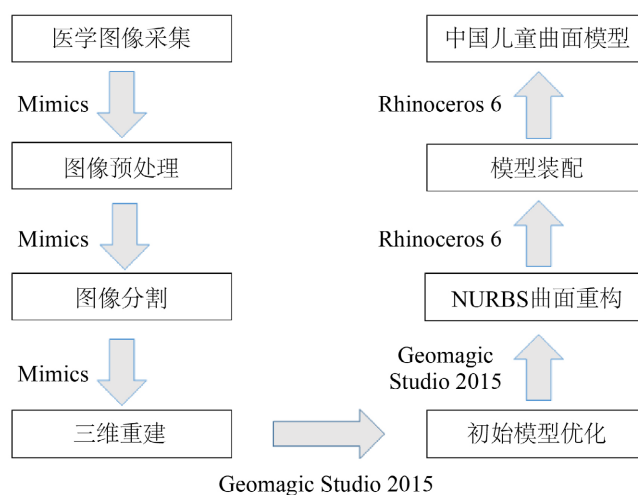 医学图像采集
Mimics
图像预处理
Mimics
图像分割
Mimics
三维重建
Geomagic Studio 2015
初始模型优化
Geomagic
Studio 2015
NURBS曲面重构
Rhinoceros 6
模型装配
Rhinoceros 6
中国儿童曲面模型